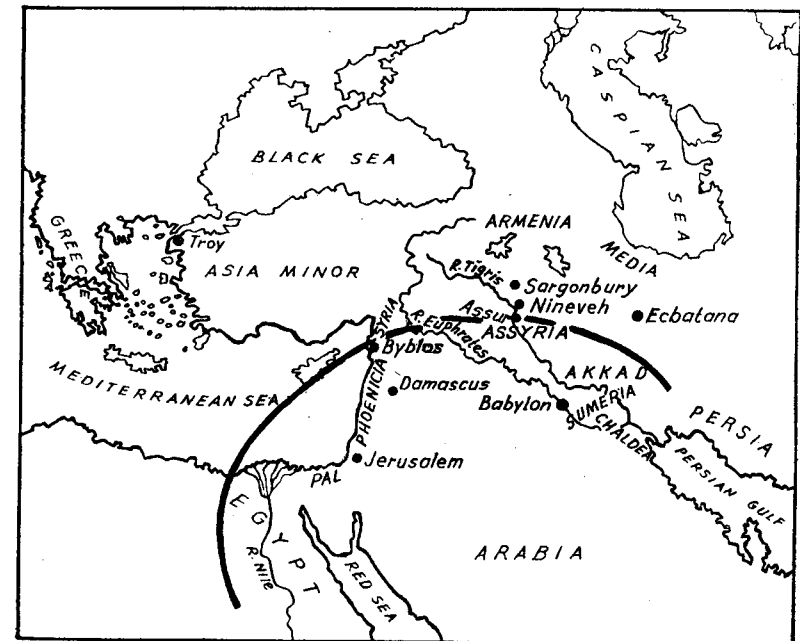 CASPIAN SEA
BLACK SEA
GREECE
Troy
ARMENIA
MEDIA
ASIA MINOR
R. Tigris
Sargonbury
Nineveh
Assur
ASSYRIA
Ecbatana
SYRIA
R. Euphrates
Byblos
MEDITERRANEAN SEA
PHOENICIA
Damascus
AKKAD
Babylon
SUMERIA
CHALDEA
PERSIA
PERSIAN GULF
Jerusalem
PAL
EGYPT
R. Nile
RED SEA
ARABIA